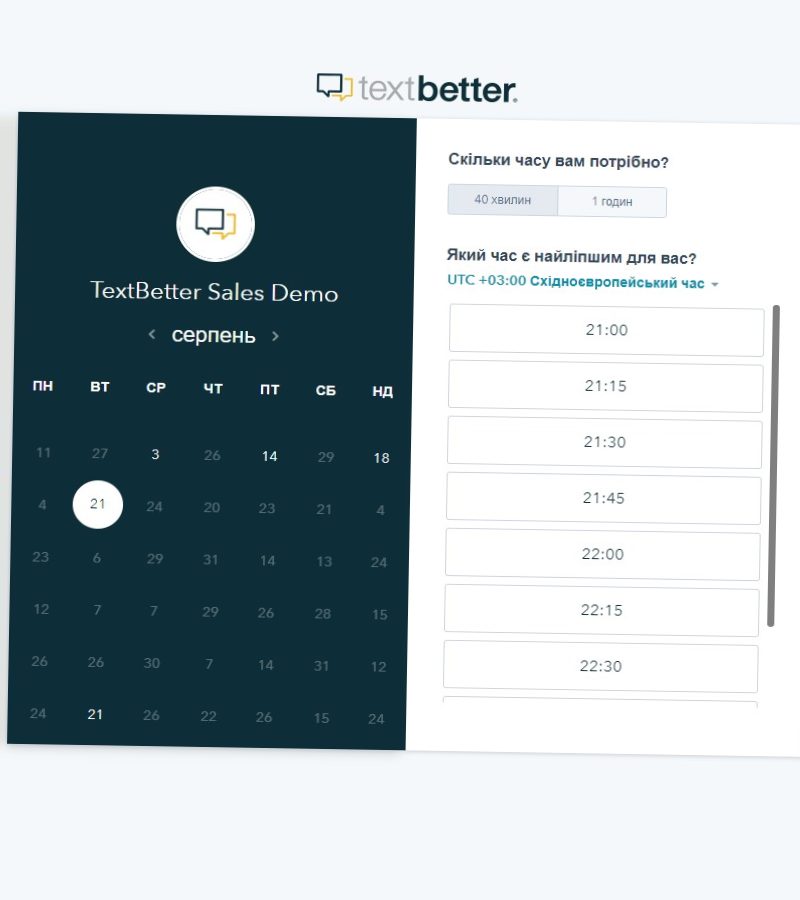 textbetter.
TextBetter Sales Demo
серпень
ПН ВТ СР ЧТ ПТ СБ НД
11 27 3 26 14 29 18
4 21 24 20 23 21 4
23 6 29 31 14 13 24
12 7 7 29 26 28 15
26 26 30 7 14 31 12
24 21 26 22 26 15 24
Скільки часу вам потрібно?
40 хвилин 1 годин
Який час є найліпшим для вас?
UTC +03:00 Східноєвропейський час
21:00
21:15
21:30
21:45
22:00
22:15
22:30